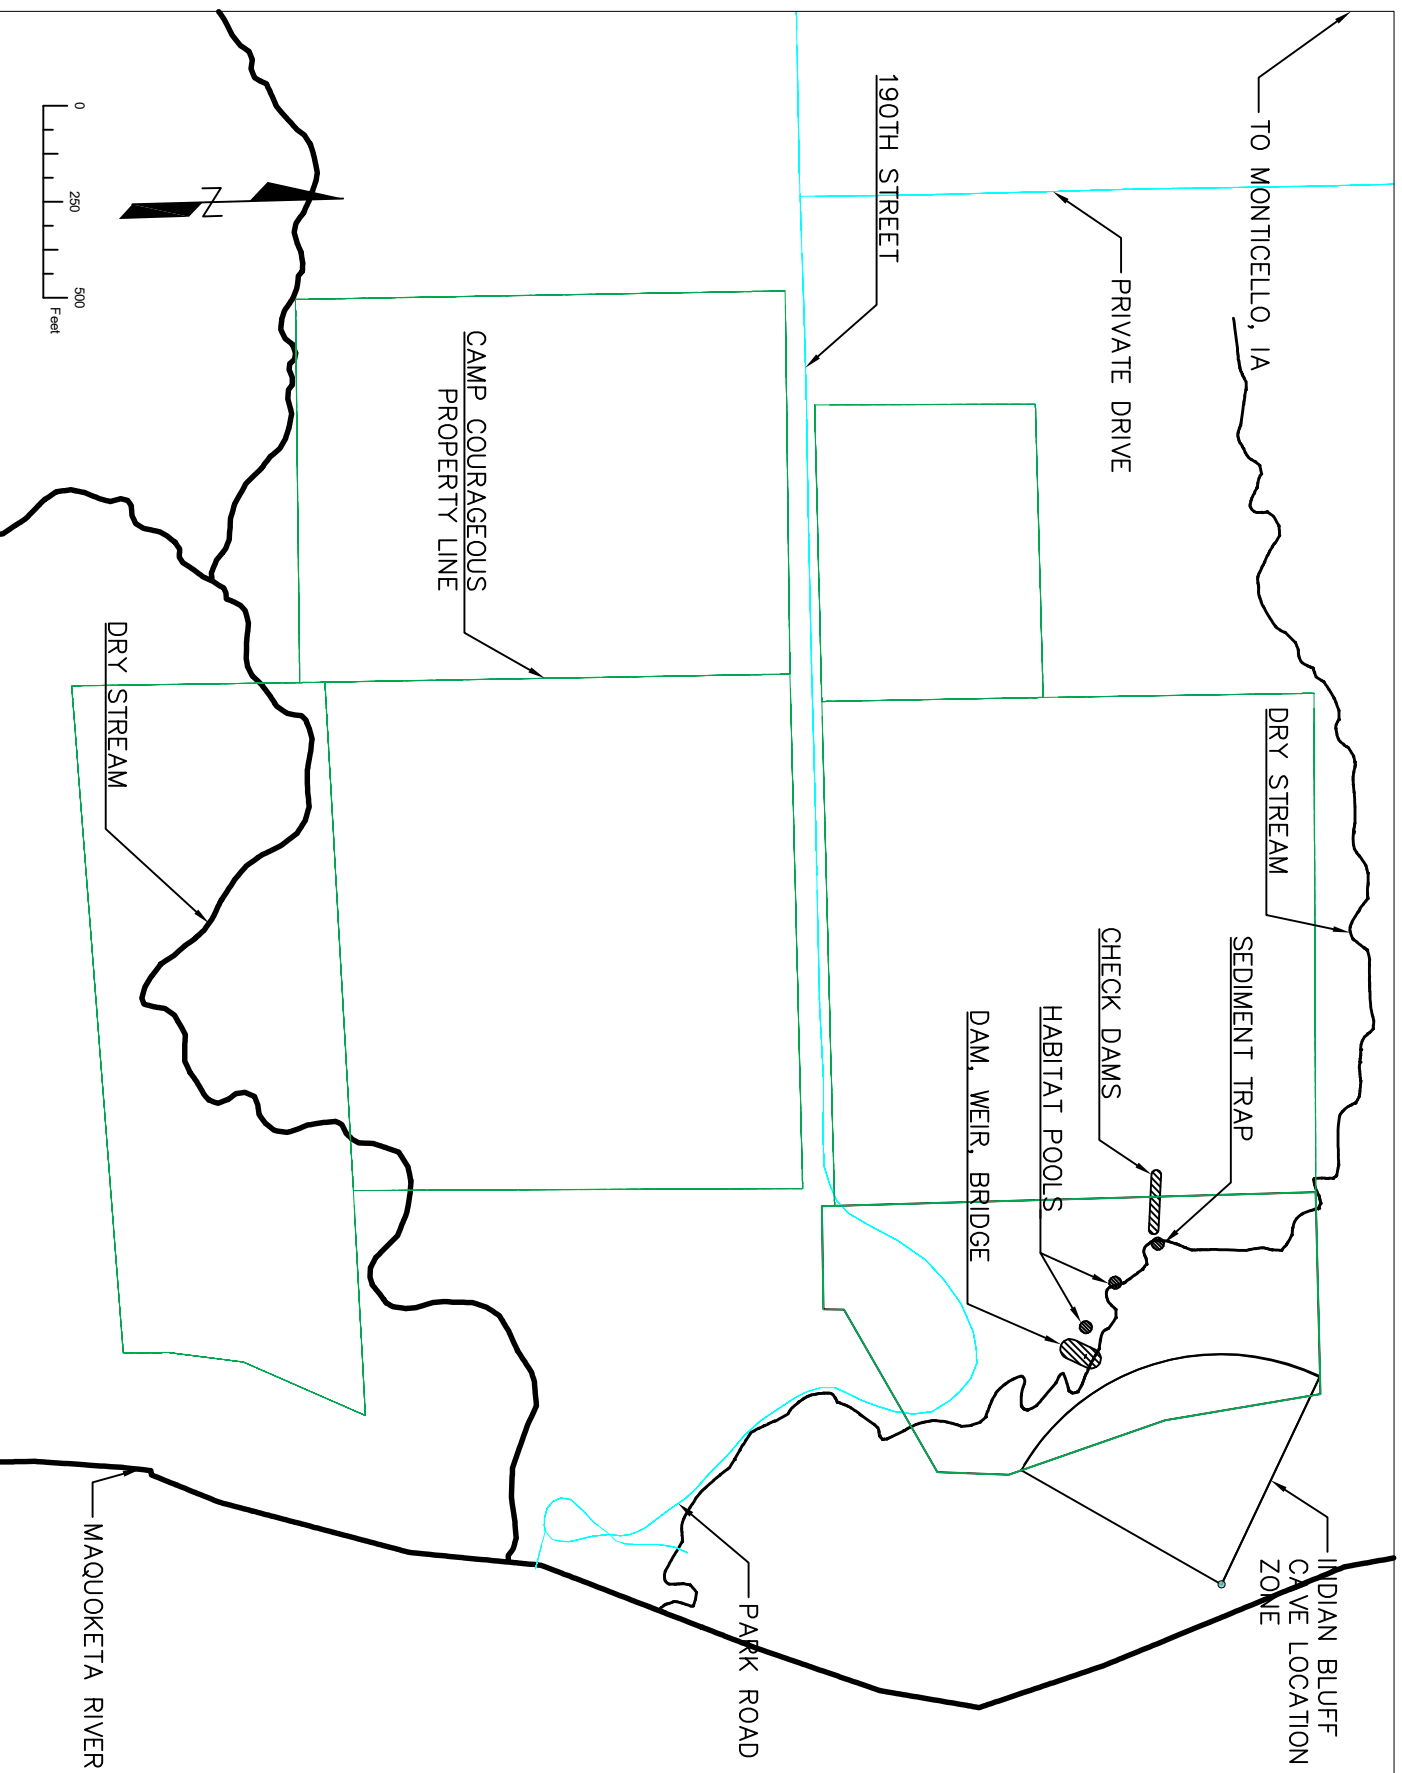 TO MONTICELLO, IA
190TH STREET
PRIVATE DRIVE
DRY STREAM
SEDIMENT TRAP
CHECK DAMS
HABITAT POOLS
DAM, WEIR, BRIDGE
INDIAN BLUFF
CAVE LOCATION
ZONE
CAMP COURAGEOUS
PROPERTY LINE
PARK ROAD
DRY STREAM
MAQUOKETA RIVER
N
0 250 500
Feet